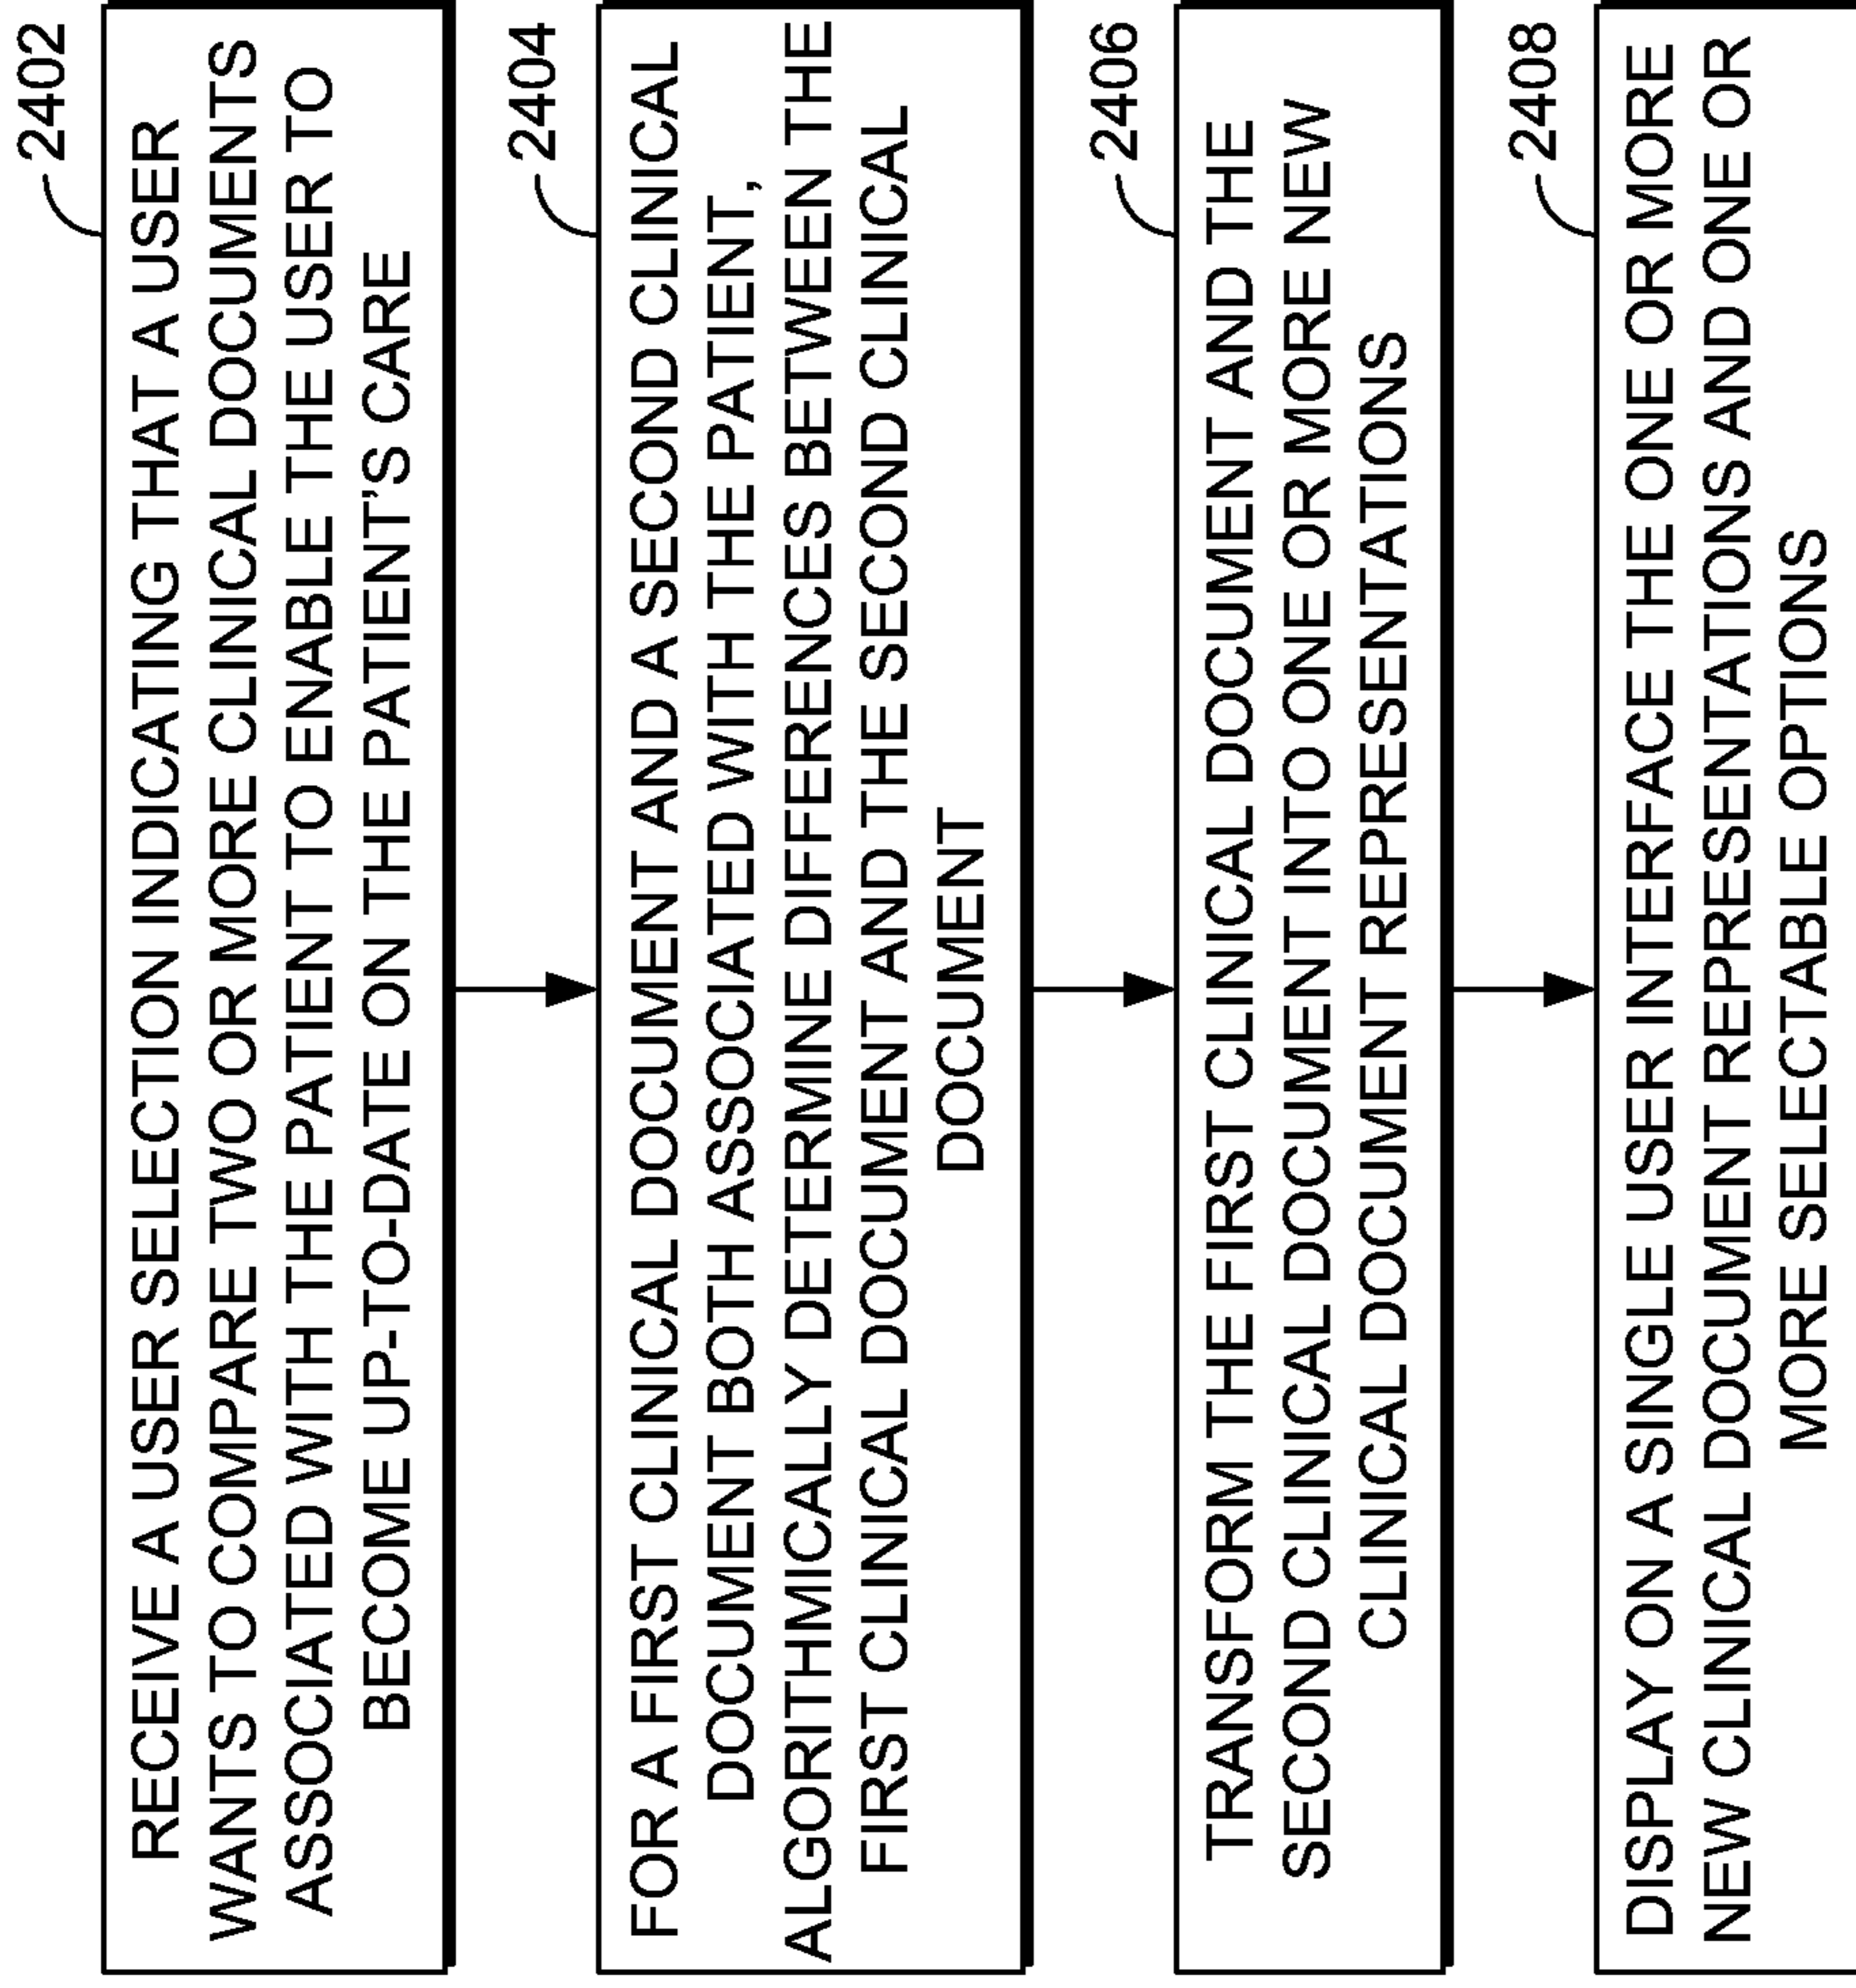 2402
RECEIVE A USER SELECTION INDICATING THAT A USER
WANTS TO COMPARE TWO OR MORE CLINICAL DOCUMENTS
ASSOCIATED WITH THE PATIENT TO ENABLE THE USER TO
BECOME UP-TO-DATE ON THE PATIENT'S CARE
2404
FOR A FIRST CLINICAL DOCUMENT AND A SECOND CLINICAL
DOCUMENT BOTH ASSOCIATED WITH THE PATIENT,
ALGORITHMICALLY DETERMINE DIFFERENCES BETWEEN THE
FIRST CLINICAL DOCUMENT AND THE SECOND CLINICAL
DOCUMENT
2406
TRANSFORM THE FIRST CLINICAL DOCUMENT AND THE
SECOND CLINICAL DOCUMENT INTO ONE OR MORE NEW
CLINICAL DOCUMENT REPRESENTATIONS
2408
DISPLAY ON A SINGLE USER INTERFACE THE ONE OR MORE
NEW CLINICAL DOCUMENT REPRESENTATIONS AND ONE OR
MORE SELECTABLE OPTIONS